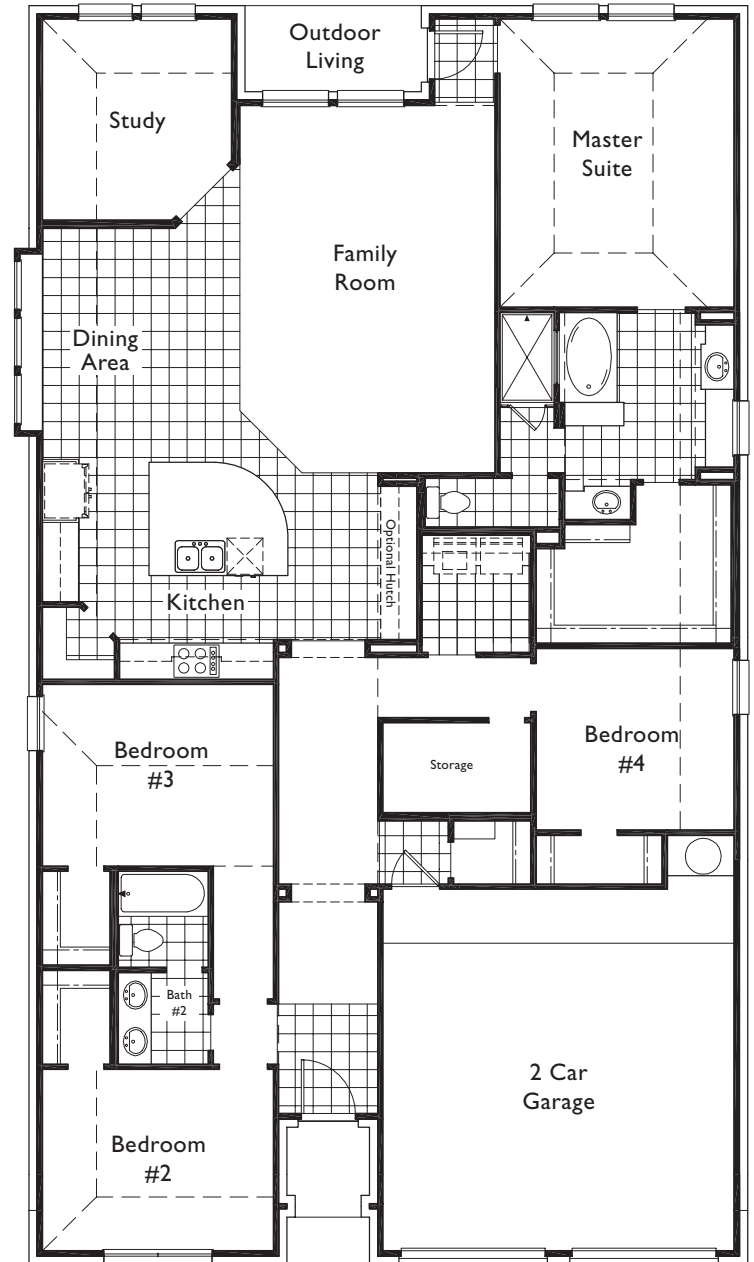 Outdoor
Living
Study
Master
Suite
Family
Room
Dining
Area
Optional Hutch
Kitchen
Bedroom
#3
Storage
Bedroom
#4
Bath
#2
2 Car
Garage
Bedroom
#2